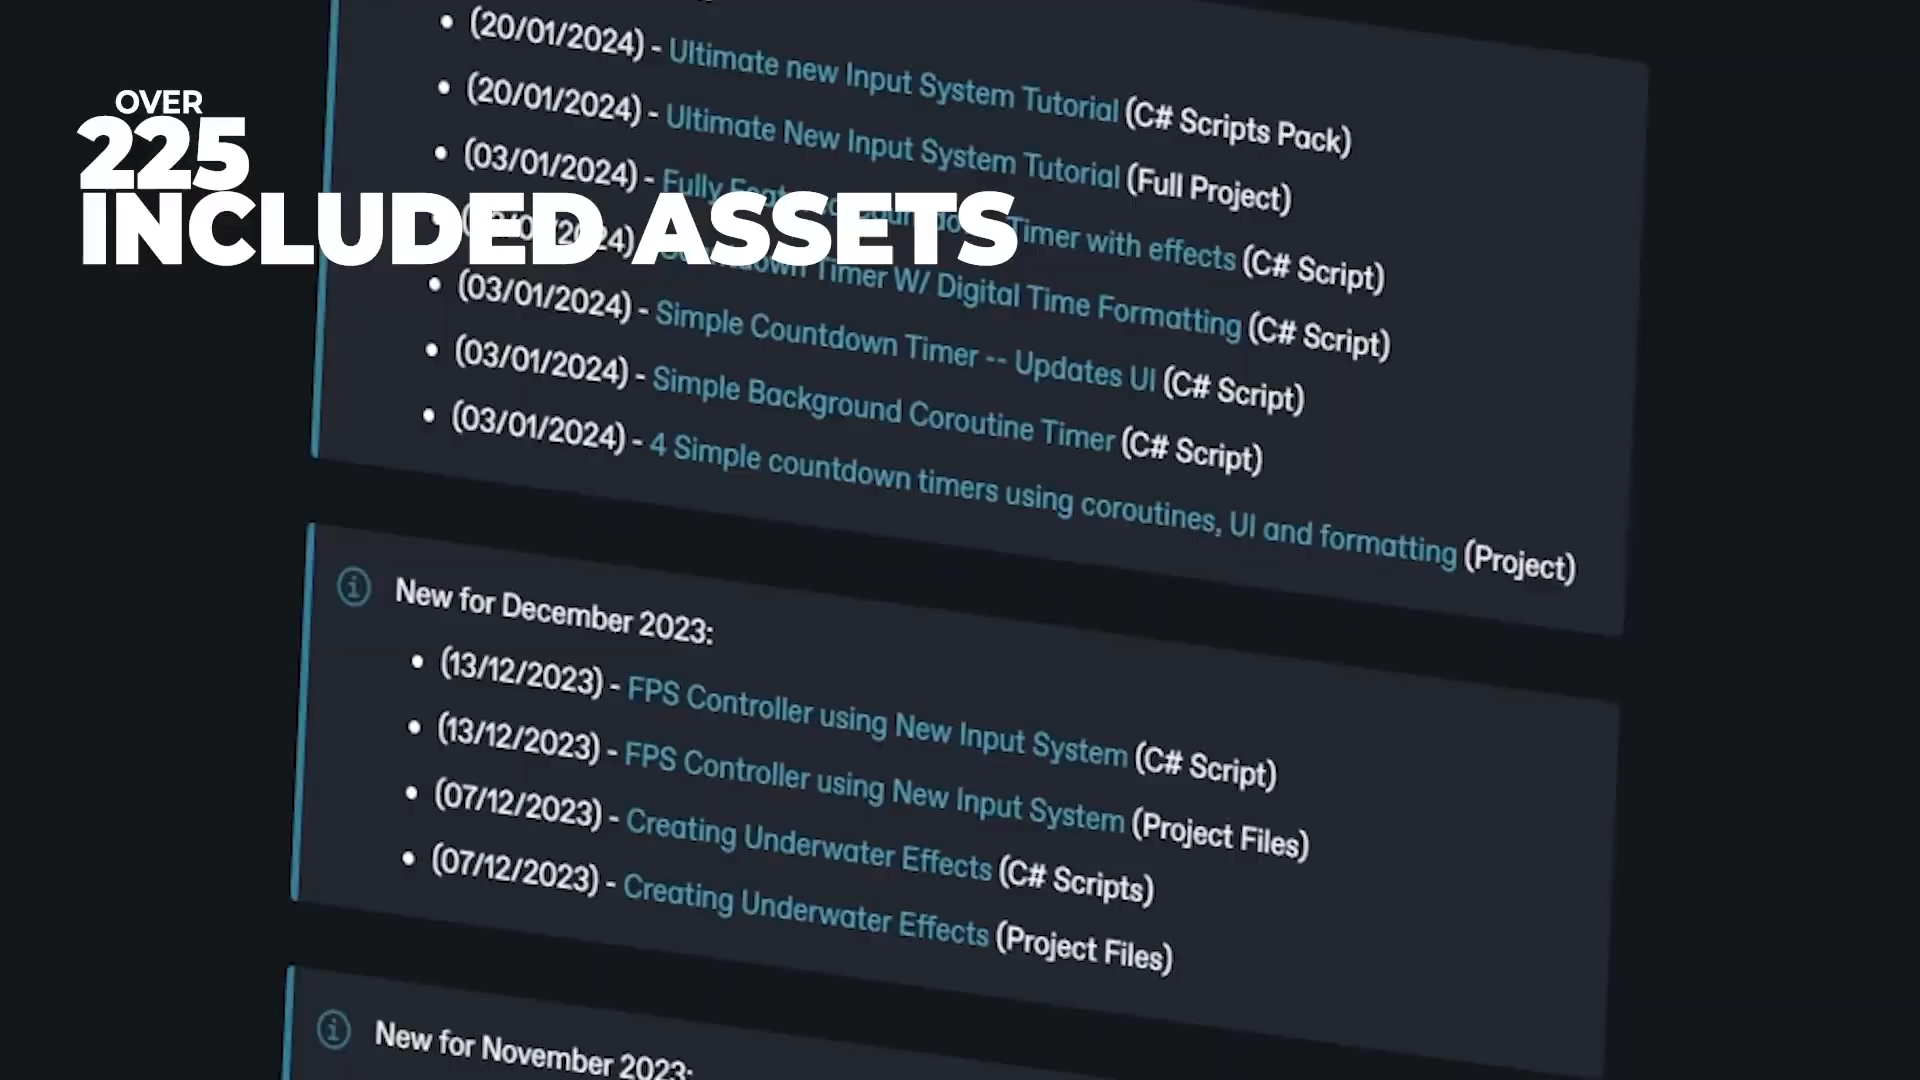 (20/01/2024) - Ultimate new Input System Tutorial (C# Scripts Pack)
(20/01/2024) - Ultimate New Input System Tutorial (Full Project)
(03/01/2024) - Fully Timer with effects (C# Script)
Timer W/ Digital Time Formatting (C# Script)
(03/01/2024) - Simple Countdown Timer -- Updates UI (C# Script)
(03/01/2024) - Simple Background Coroutine Timer (C# Script)
(03/01/2024) - 4 Simple countdown timers using coroutines, UI and formatting (Project)
OVER
225
INCLUDED ASSETS
New for December 2023:
(13/12/2023) - FPS Controller using New Input System (C# Script)
(13/12/2023) - FPS Controller using New Input System (Project Files)
(07/12/2023) - Creating Underwater Effects (C# Scripts)
(07/12/2023) - Creating Underwater Effects (Project Files)
New for November 2023: